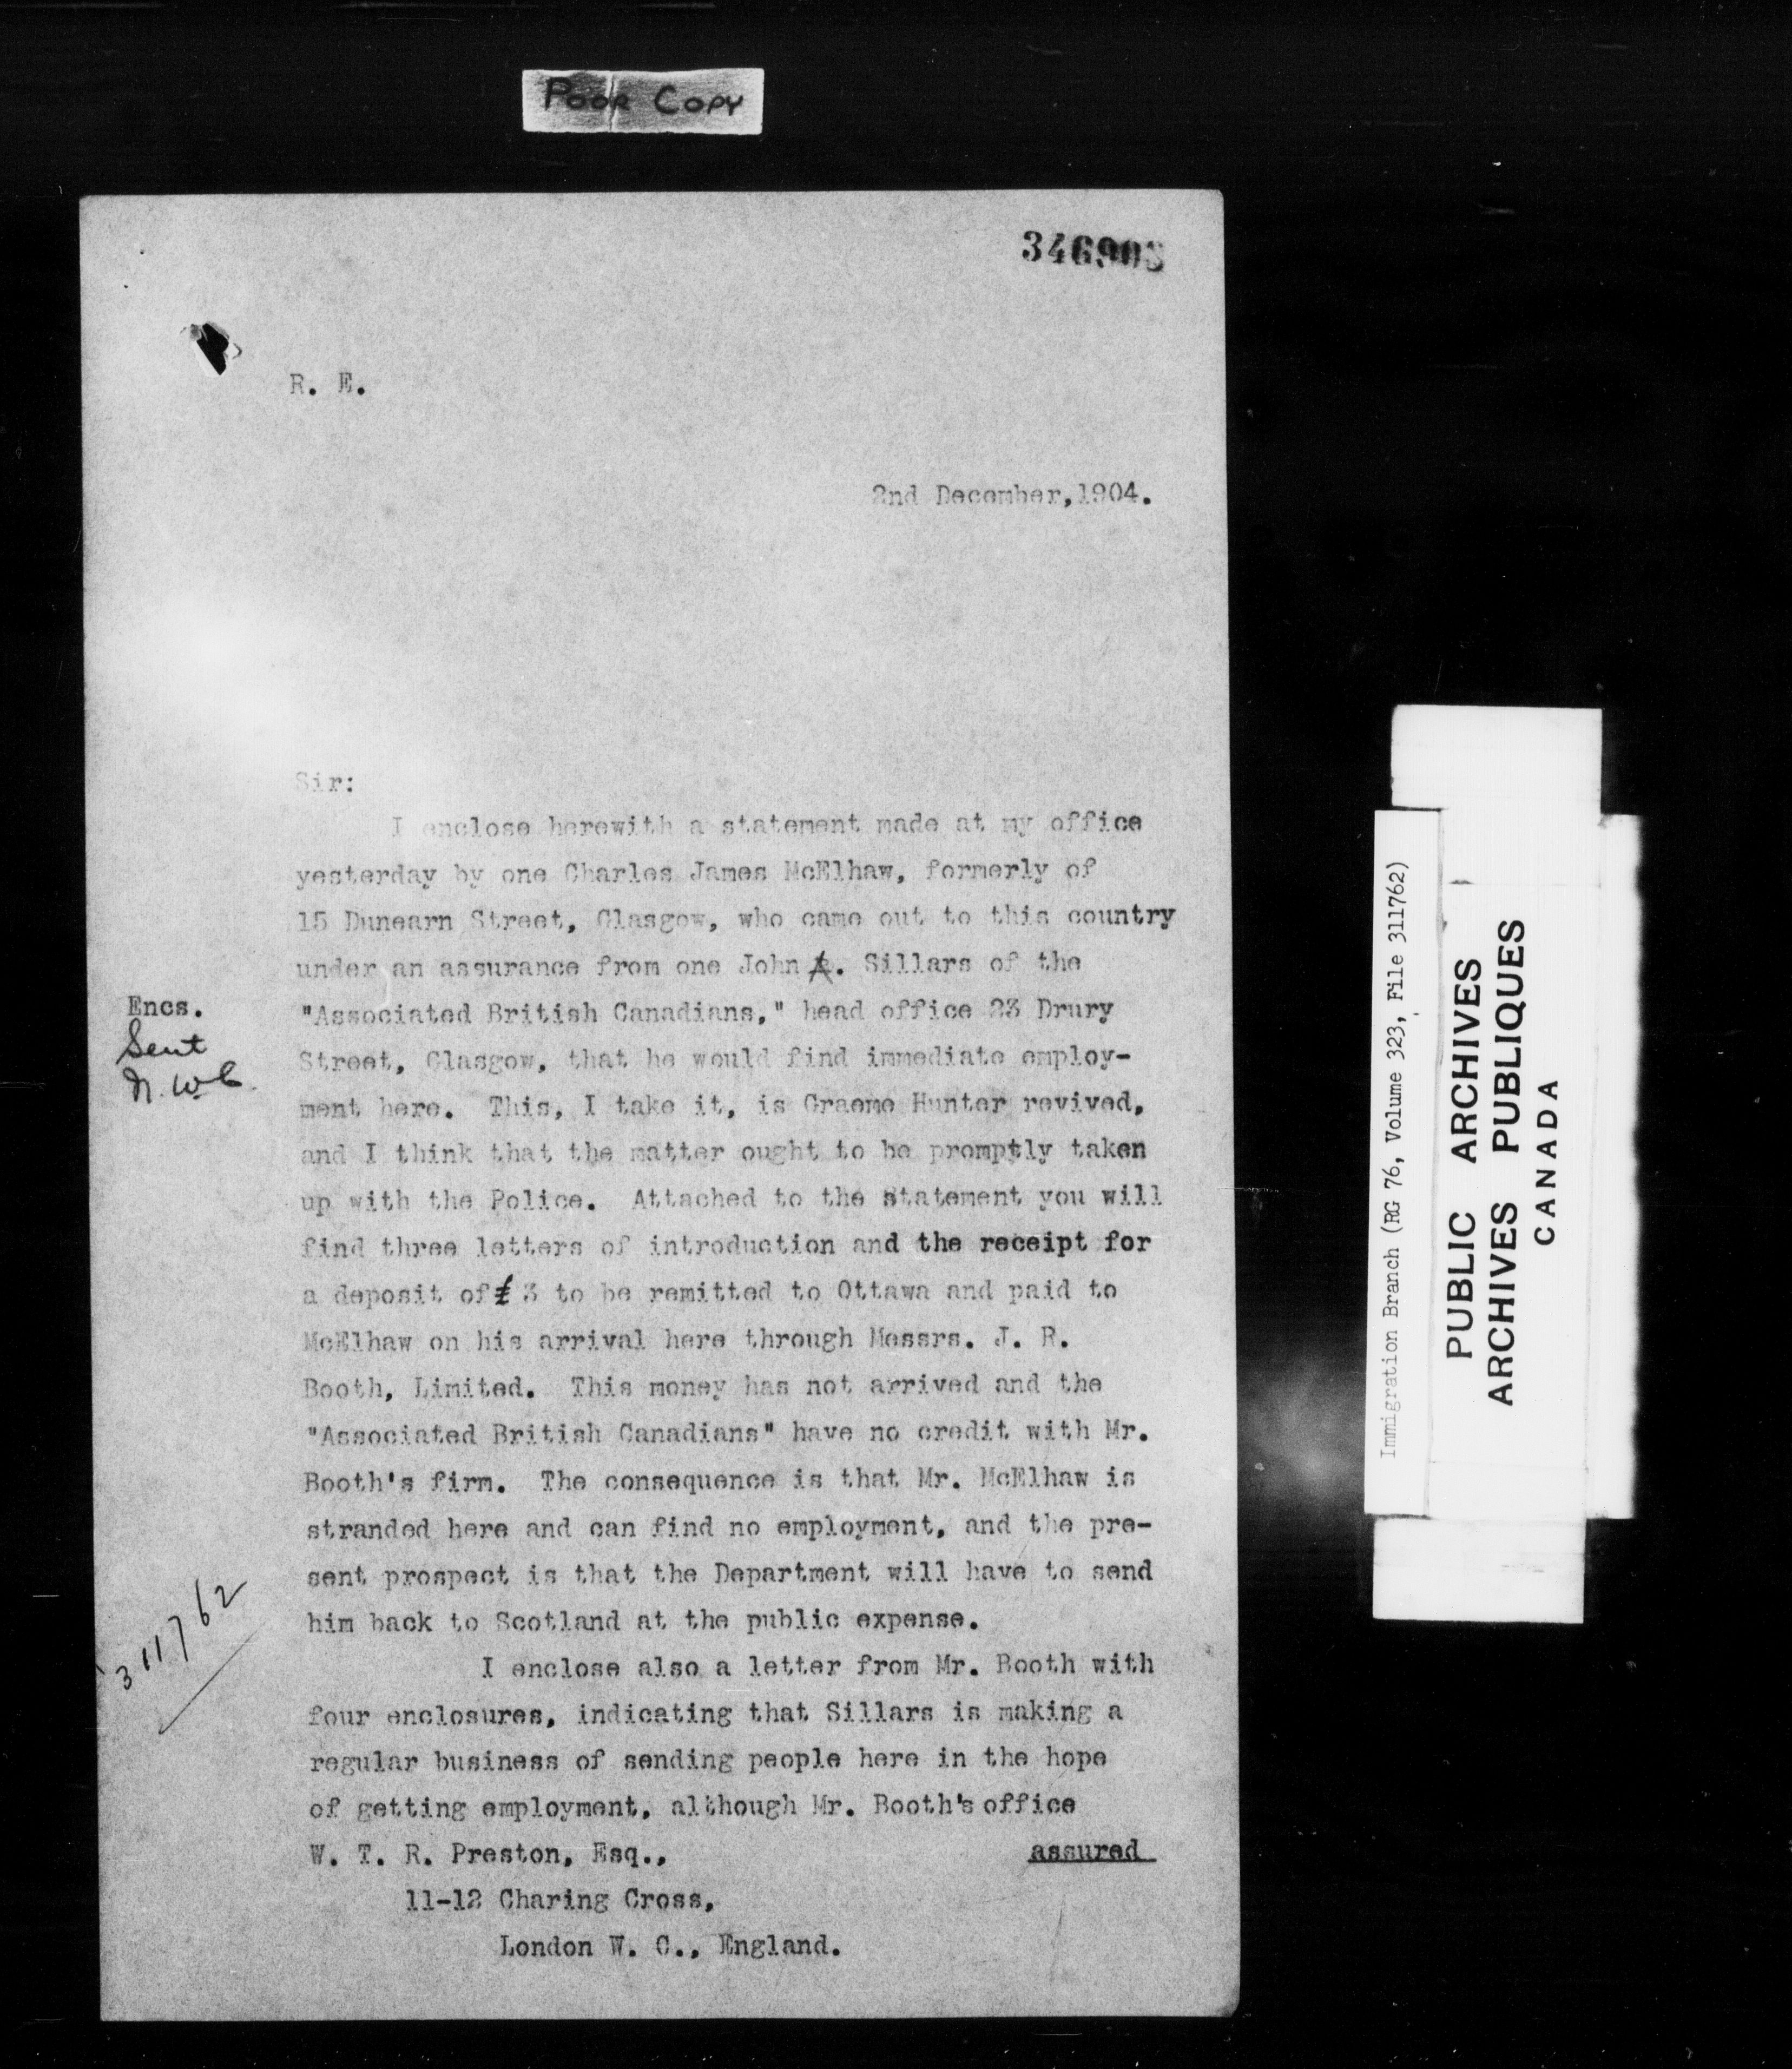 POOR COPY
346908
R. E.
2nd December, 1904.
Sir:
I enclose herewith a statement made at my office
yesterday by one Charles James McElhaw, formerly of
15 Dunearn Street, Glasgow, who came out to this country
under an assurance from one John A. Sillars of the
"Associated British Canadians," head office 23 Drury
Street, Glasgow, that he would find immediate employ-
ment here. This, I take it, is Graeme Hunter revived,
and I think that the matter ought to be promptly taken
up with the Police. Attached to the statement you will
find three letters of introduction and the receipt for
a deposit of £ 3 to be remitted to Ottawa and paid to
McElhaw on his arrival here through Messrs. J. R.
Booth, Limited. This money has not arrived and the
"Associated British Canadians" have no credit with Mr.
Booth's firm. The consequence is that Mr. McElhaw is
stranded here and can find no employment, and the pre-
sent prospect is that the Department will have to send
him back to Scotland at the public expense.
I enclose also a letter from Mr. Booth with
four enclosures, indicating that Sillars is making a
regular business of sending people here in the hope
of getting employment, although Mr. Booth's office
assured
W. T. R. Preston, Esq.,
11-12 Charing Cross,
London W. C., England.
Encs.
Sent
311762
Immigration Branch (RG 76, Volume 323, File 311762)
PUBLIC ARCHIVES
ARCHIVES PUBLIQUES
CANADA